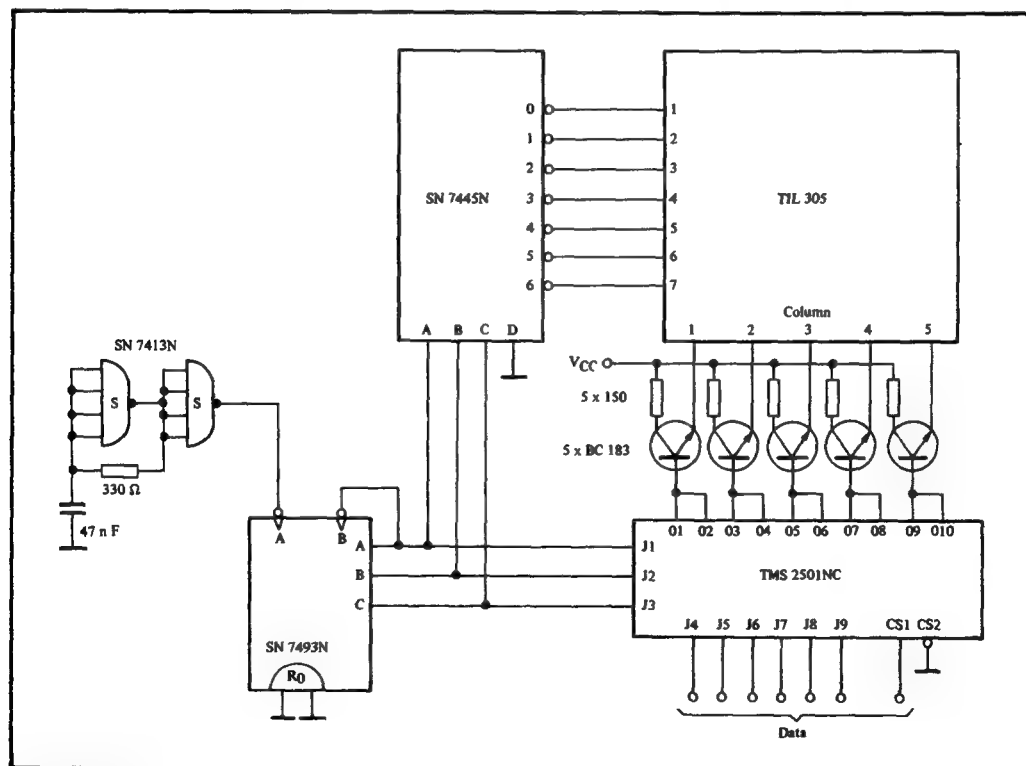 SN 7445N
0
1
2
3
4
5
6
A B C D
TIL 305
1
2
3
4
5
6
7
Column
1 2 3 4 5
SN 7413N
S S
330 Ω
47 n F
VCC
5 x 150
5 x BC 183
A B
A
B
C
SN 7493N
R0
01 02 03 04 05 06 07 08 09 010
J1
J2
J3
TMS 2501NC
J4 J5 J6 J7 J8 J9 CS1 CS2
Data